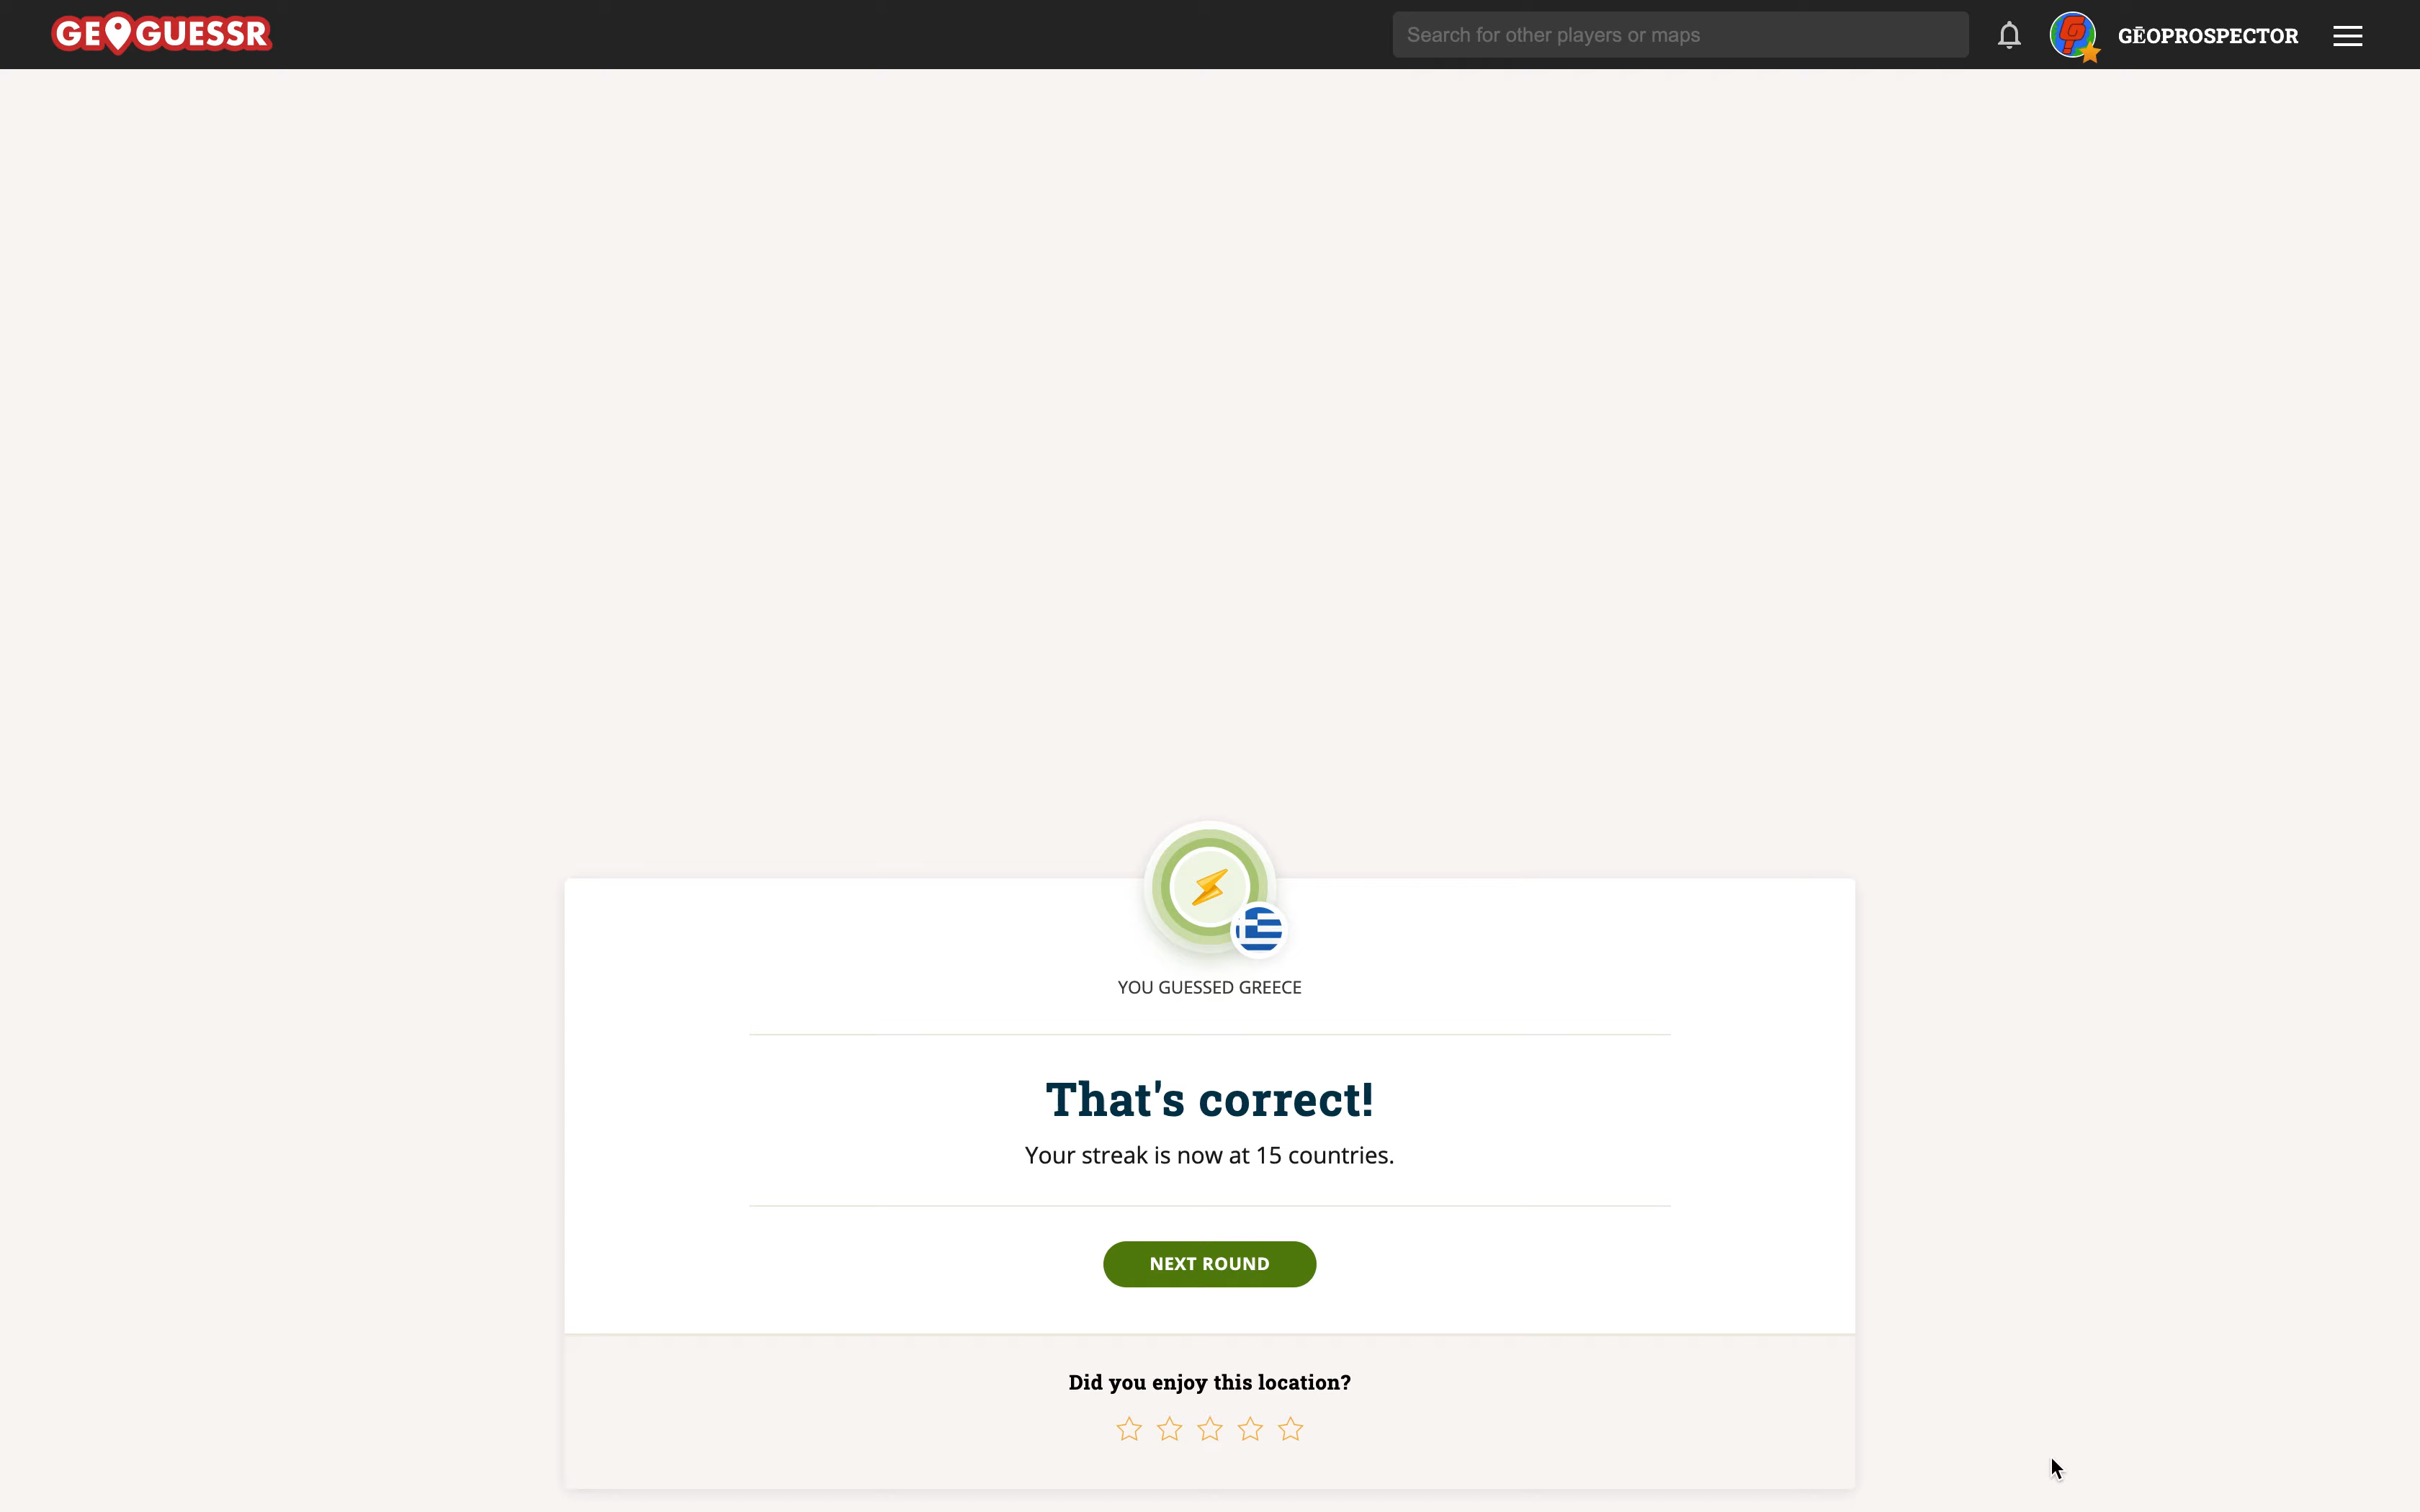 GEOGUESSR
Search for other players or maps
GĒOPROSPECTOR
YOU GUESSED GREECE
That's correct!
Your streak is now at 15 countries.
NEXT ROUND
Did you enjoy this location?